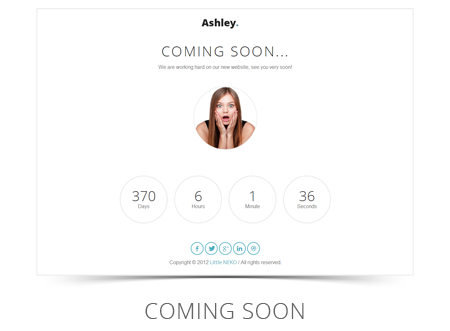 Ashley.
COMING SOON...
We are working hard on our new website, see you very soon!
370 6 1 36
Days Hours Minute Seconds
Copyright © 2012 Little NEKO / All rights reserved.
COMING SOON